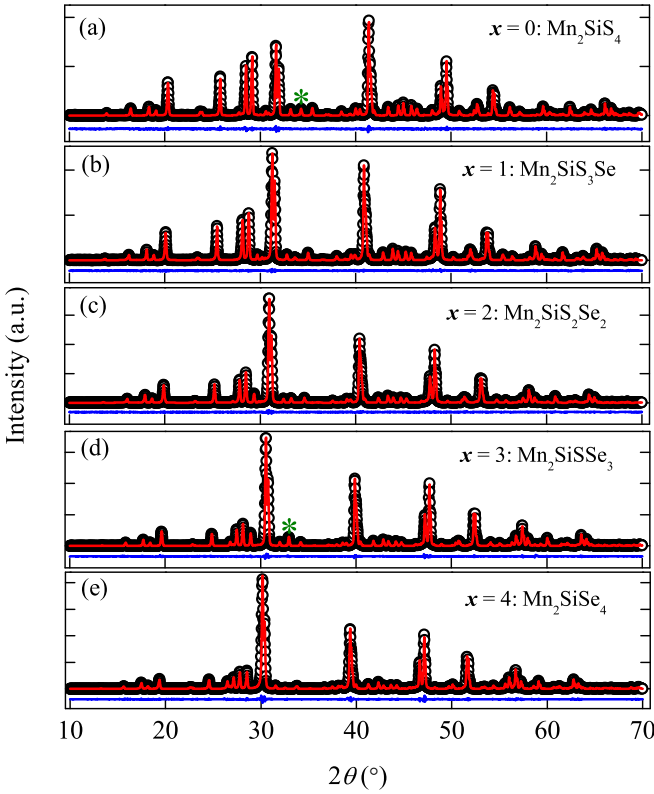 (a)
x = 0: Mn₂SiS₄
*
(b)
x = 1: Mn₂SiS₃Se
(c)
x = 2: Mn₂SiS₂Se₂
(d)
x = 3: Mn₂SiSSe₃
*
(e)
x = 4: Mn₂SiSe₄
Intensity (a.u.)
10 20 30 40 50 60 70
2θ (°)